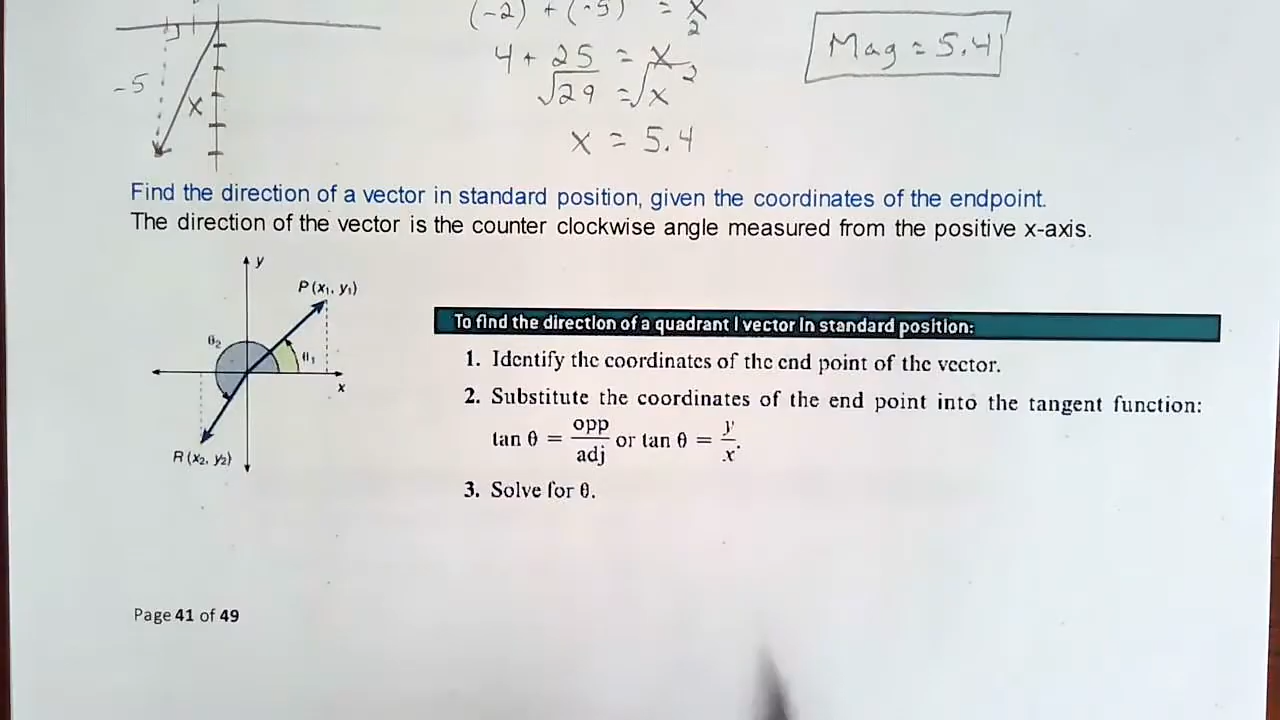 (-2) + (-5) = x
2
4 + 25 = x2
Mag = 5.4
-5
√29 = √x2
x
x = 5.4
Find the direction of a vector in standard position, given the coordinates of the endpoint.
The direction of the vector is the counter clockwise angle measured from the positive x-axis.
y
P(x₁, y₁)
θ₂
θ₁
x
R(x₂, y₂)
To find the direction of a quadrant I vector in standard position:
1. Identify the coordinates of the end point of the vector.
2. Substitute the coordinates of the end point into the tangent function:
tan θ = opp/adj or tan θ = y/x.
3. Solve for θ.
Page 41 of 49